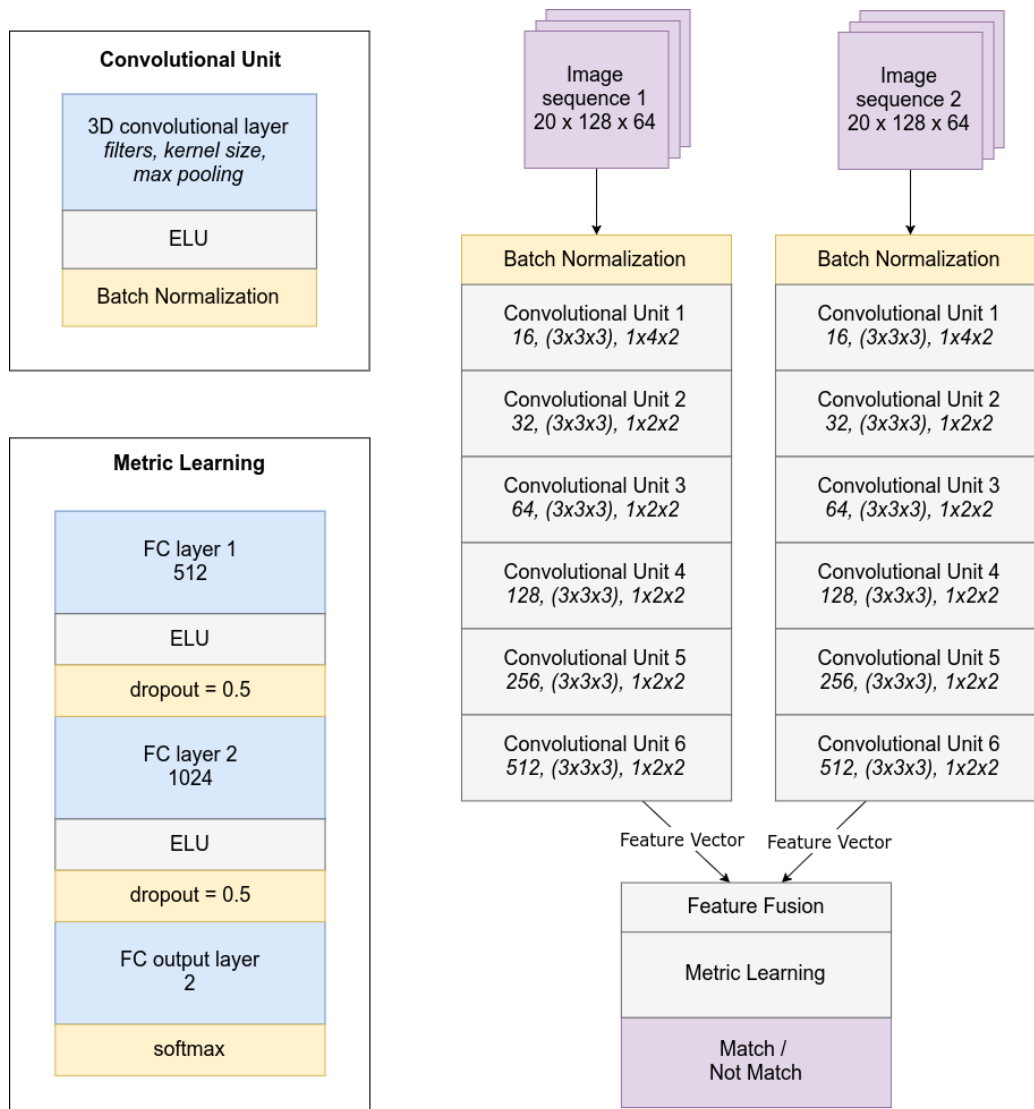 Convolutional Unit
3D convolutional layer
filters, kernel size,
max pooling
ELU
Batch Normalization
Metric Learning
FC layer 1
512
ELU
dropout = 0.5
FC layer 2
1024
ELU
dropout = 0.5
FC output layer
2
softmax
Image
sequence 1
20 x 128 x 64
Batch Normalization
Convolutional Unit 1
16, (3x3x3), 1x4x2
Convolutional Unit 2
32, (3x3x3), 1x2x2
Convolutional Unit 3
64, (3x3x3), 1x2x2
Convolutional Unit 4
128, (3x3x3), 1x2x2
Convolutional Unit 5
256, (3x3x3), 1x2x2
Convolutional Unit 6
512, (3x3x3), 1x2x2
Feature Vector
Image
sequence 2
20 x 128 x 64
Batch Normalization
Convolutional Unit 1
16, (3x3x3), 1x4x2
Convolutional Unit 2
32, (3x3x3), 1x2x2
Convolutional Unit 3
64, (3x3x3), 1x2x2
Convolutional Unit 4
128, (3x3x3), 1x2x2
Convolutional Unit 5
256, (3x3x3), 1x2x2
Convolutional Unit 6
512, (3x3x3), 1x2x2
Feature Vector
Feature Fusion
Metric Learning
Match /
Not Match